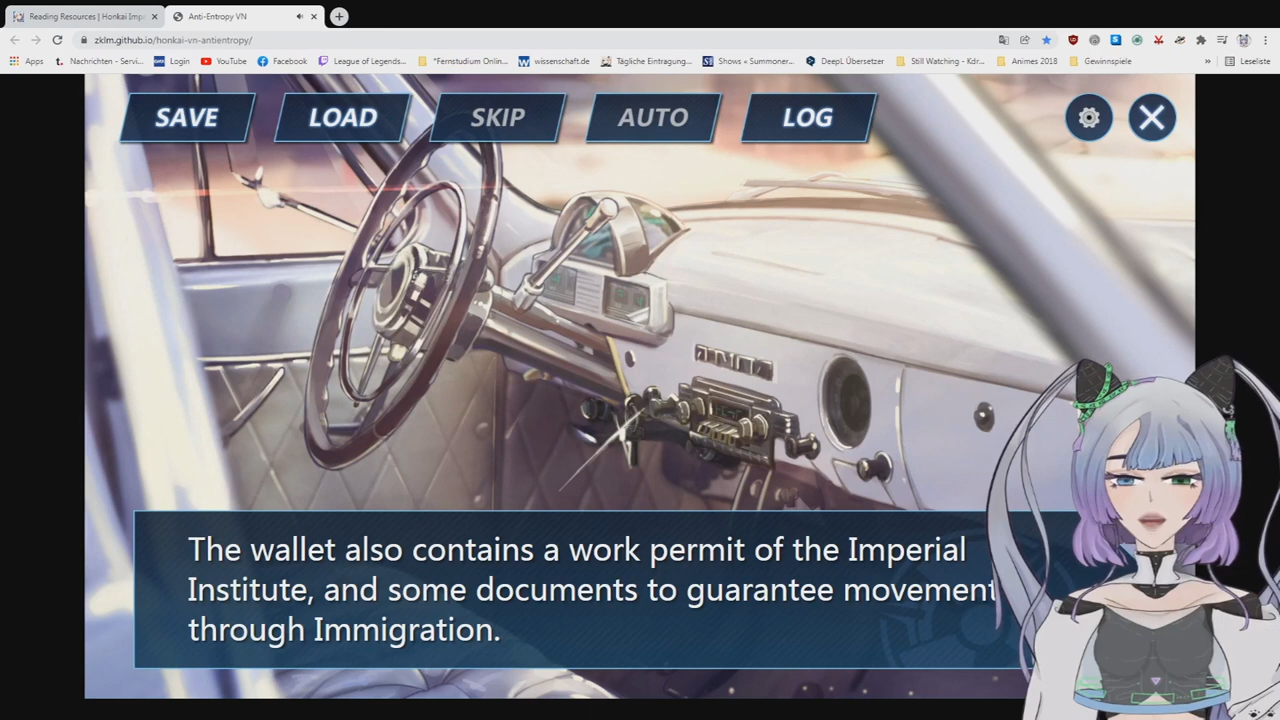 Reading Resources | Honkai Imp
Anti-Entropy VN
zklm.github.io/honkai-vn-antientropy/
Apps
Nachrichten - Servi...
Login
YouTube
Facebook
League of Legends...
*Fernstudium Onlin...
wissenschaft.de
Tägliche Eintragung...
Shows « Summoner...
DeepL Übersetzer
Still Watching - Kdr...
Animes 2018
Gewinnspiele
»
Leseliste
SAVE
LOAD
SKIP
AUTO
LOG
The wallet also contains a work permit of the Imperial
Institute, and some documents to guarantee movement
through Immigration.